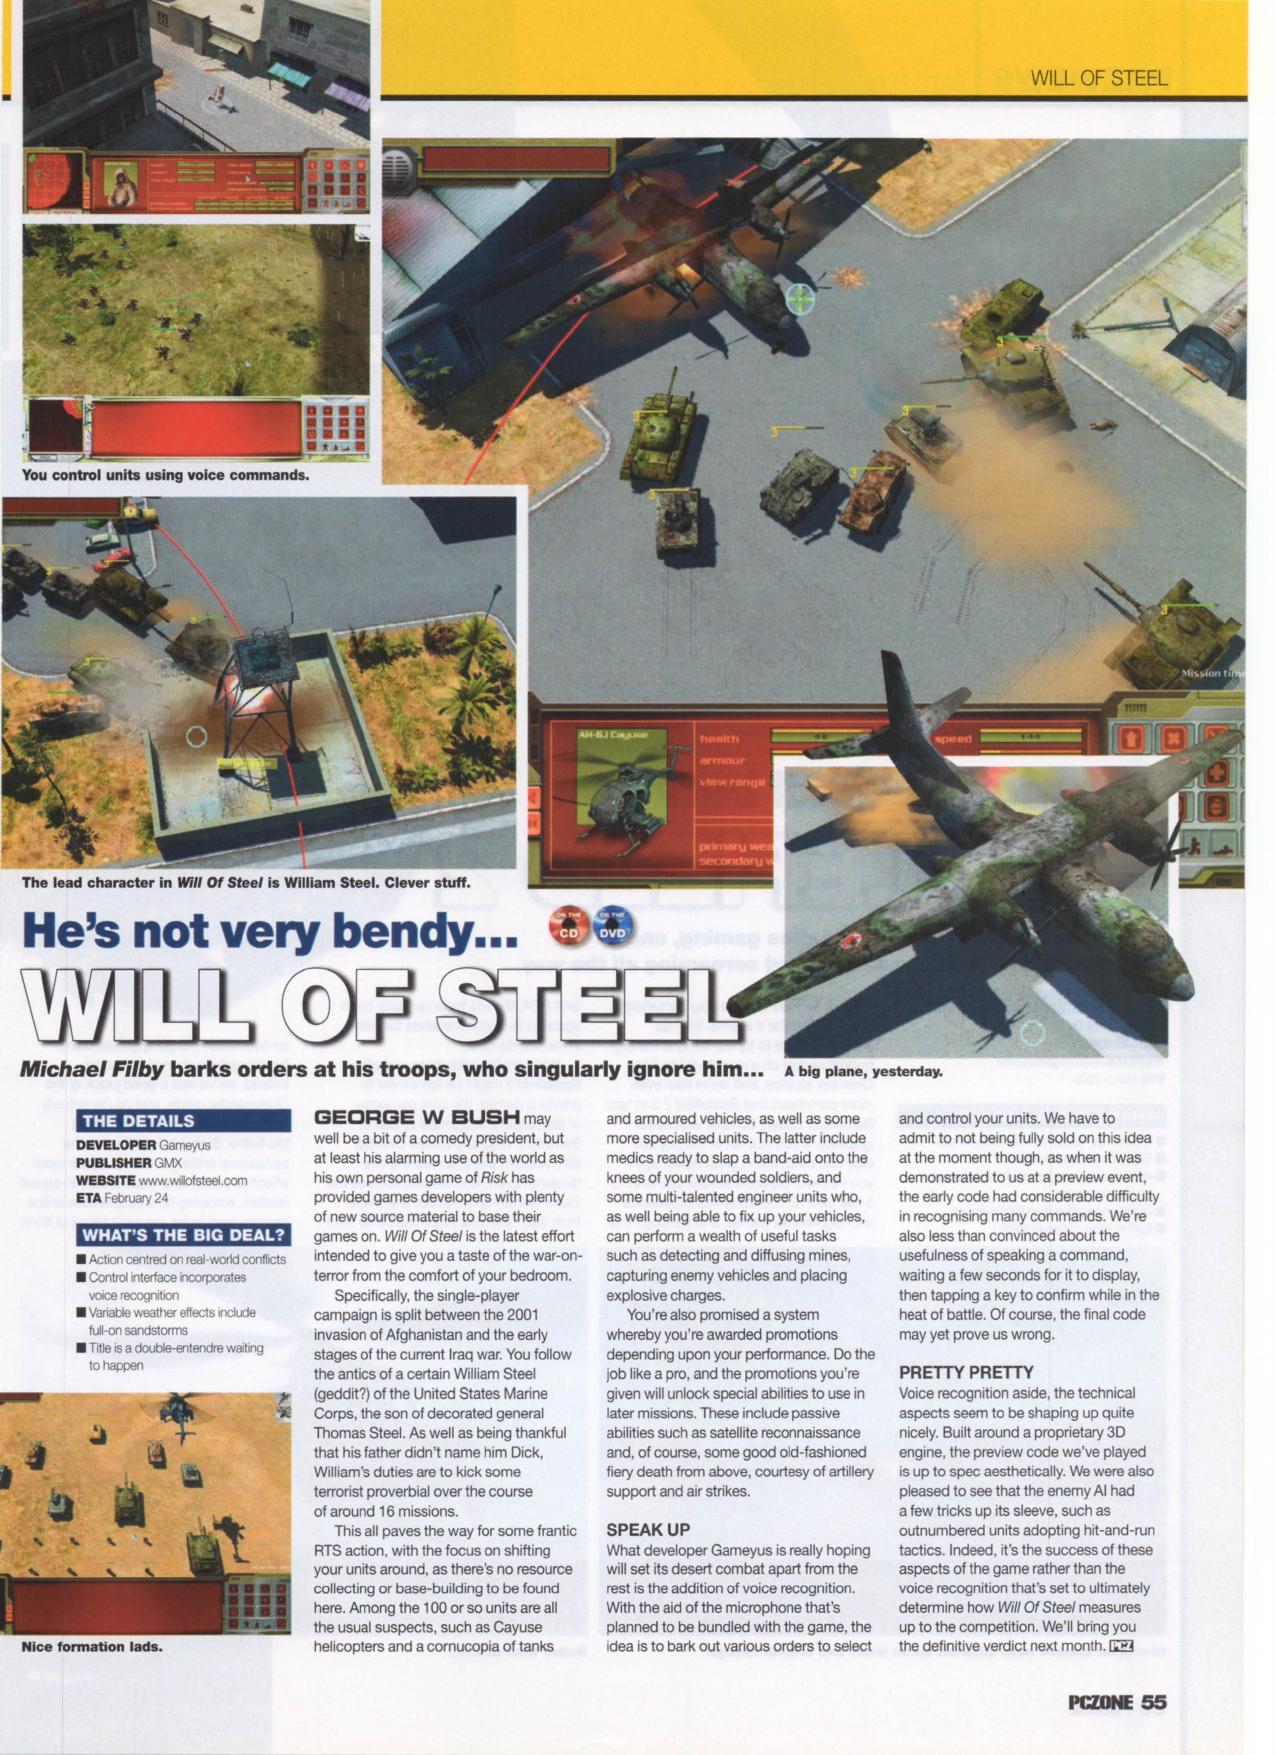 WILL OF STEEL
You control units using voice commands.
AH-6J Cayuse
health
armour
view range
speed
primary wea
secondary w
Mission tim
The lead character in Will Of Steel is William Steel. Clever stuff.
He's not very bendy...
ON THE CD
ON THE DVD
WILL OF STEEL
Michael Filby barks orders at his troops, who singularly ignore him...
A big plane, yesterday.
THE DETAILS
DEVELOPER Gameyus
PUBLISHER GMX
WEBSITE www.willofsteel.com
ETA February 24
WHAT'S THE BIG DEAL?
■ Action centred on real-world conflicts
■ Control interface incorporates
voice recognition
■ Variable weather effects include
full-on sandstorms
■ Title is a double-entendre waiting
to happen
Nice formation lads.
GEORGE W BUSH may
well be a bit of a comedy president, but
at least his alarming use of the world as
his own personal game of Risk has
provided games developers with plenty
of new source material to base their
games on. Will Of Steel is the latest effort
intended to give you a taste of the war-on-
terror from the comfort of your bedroom.
Specifically, the single-player
campaign is split between the 2001
invasion of Afghanistan and the early
stages of the current Iraq war. You follow
the antics of a certain William Steel
(geddit?) of the United States Marine
Corps, the son of decorated general
Thomas Steel. As well as being thankful
that his father didn't name him Dick,
William's duties are to kick some
terrorist proverbial over the course
of around 16 missions.
This all paves the way for some frantic
RTS action, with the focus on shifting
your units around, as there's no resource
collecting or base-building to be found
here. Among the 100 or so units are all
the usual suspects, such as Cayuse
helicopters and a cornucopia of tanks
and armoured vehicles, as well as some
more specialised units. The latter include
medics ready to slap a band-aid onto the
knees of your wounded soldiers, and
some multi-talented engineer units who,
as well being able to fix up your vehicles,
can perform a wealth of useful tasks
such as detecting and diffusing mines,
capturing enemy vehicles and placing
explosive charges.
You're also promised a system
whereby you're awarded promotions
depending upon your performance. Do the
job like a pro, and the promotions you're
given will unlock special abilities to use in
later missions. These include passive
abilities such as satellite reconnaissance
and, of course, some good old-fashioned
fiery death from above, courtesy of artillery
support and air strikes.
SPEAK UP
What developer Gameyus is really hoping
will set its desert combat apart from the
rest is the addition of voice recognition.
With the aid of the microphone that's
planned to be bundled with the game, the
idea is to bark out various orders to select
and control your units. We have to
admit to not being fully sold on this idea
at the moment though, as when it was
demonstrated to us at a preview event,
the early code had considerable difficulty
in recognising many commands. We're
also less than convinced about the
usefulness of speaking a command,
waiting a few seconds for it to display,
then tapping a key to confirm while in the
heat of battle. Of course, the final code
may yet prove us wrong.
PRETTY PRETTY
Voice recognition aside, the technical
aspects seem to be shaping up quite
nicely. Built around a proprietary 3D
engine, the preview code we've played
is up to spec aesthetically. We were also
pleased to see that the enemy AI had
a few tricks up its sleeve, such as
outnumbered units adopting hit-and-run
tactics. Indeed, it's the success of these
aspects of the game rather than the
voice recognition that's set to ultimately
determine how Will Of Steel measures
up to the competition. We'll bring you
the definitive verdict next month. PCZ
PCZONE 55